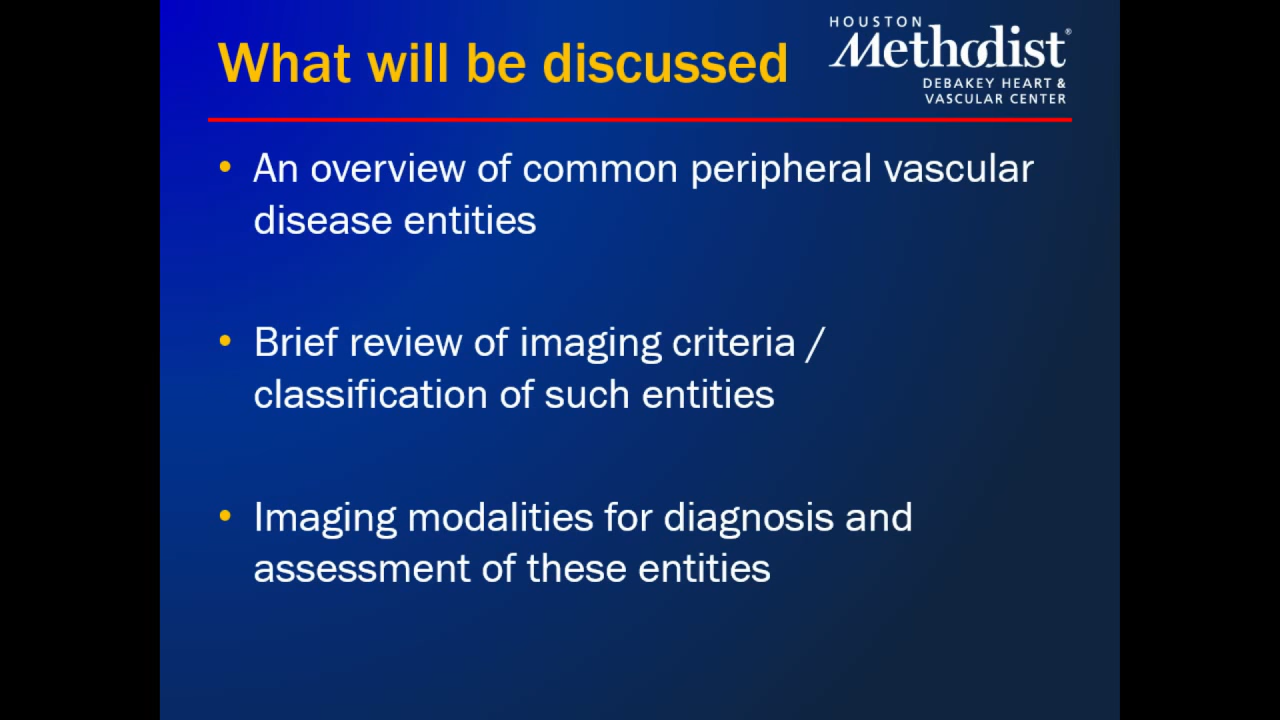 What will be discussed
HOUSTON
Methodist®
DEBAKEY HEART &
VASCULAR CENTER
• An overview of common peripheral vascular
disease entities
• Brief review of imaging criteria /
classification of such entities
• Imaging modalities for diagnosis and
assessment of these entities